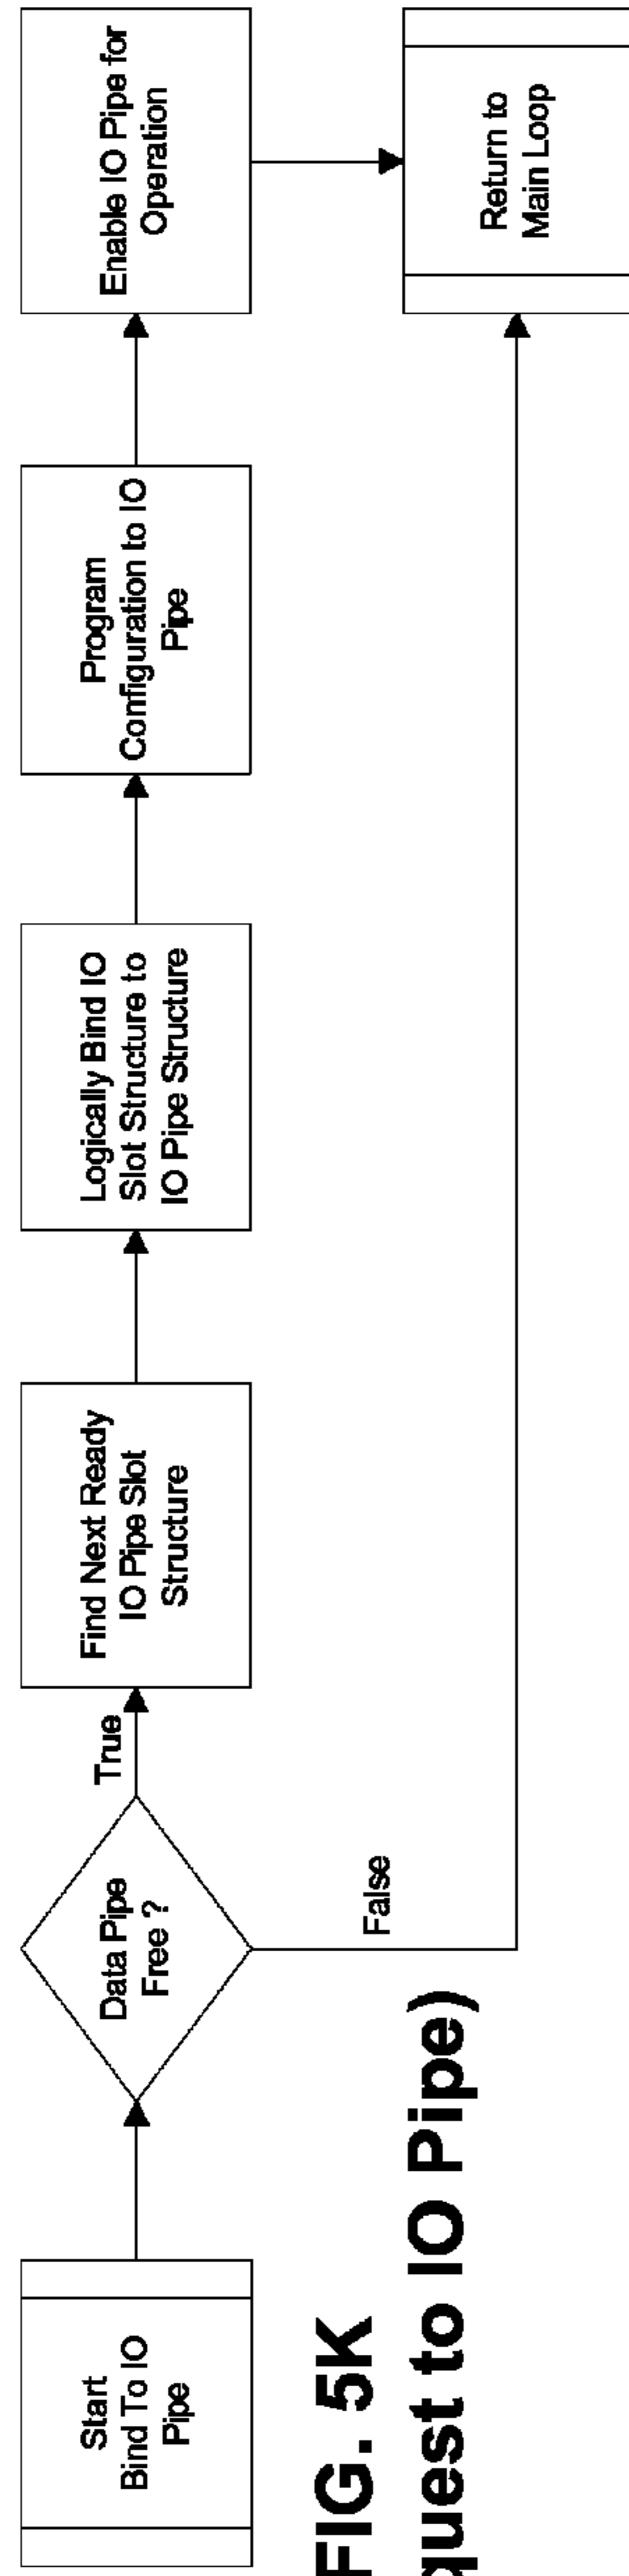 Start
Bind To IO
Pipe
Data Pipe
Free ?
True
False
Find Next Ready
IO Pipe Slot
Structure
Logically Bind IO
Slot Structure to
IO Pipe Structure
Program
Configuration to IO
Pipe
Enable IO Pipe for
Operation
Return to
Main Loop
FIG. 5K
to IO Pipe)